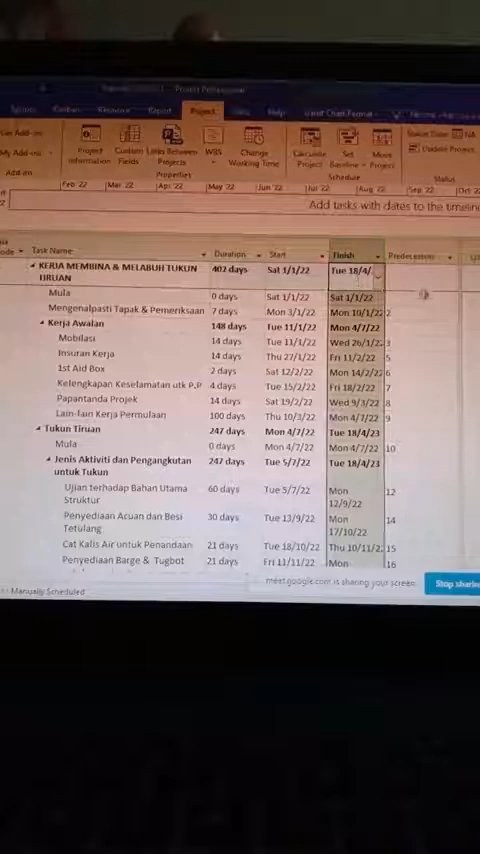 Project Professional
Resource Report Project Help Gantt Chart Format
Project Information
Custom Fields
Links Between Projects
WBS
Change Working Time
Calculate Project
Set Baseline
Move Project
Status Date: NA
Update Project
My Add-ins
Add-ins
Properties
Schedule
Status
Feb '22 Mar '22 Apr '22 May '22 Jun '22 Jul '22 Aug '22 Sep '22 Oct '22
Add tasks with dates to the timeline
Task Name Duration Start Finish Predecessors
KERJA MEMBINA & MELABUH TUKUN TIRUAN 402 days Sat 1/1/22 Tue 18/4/
Mula 0 days Sat 1/1/22 Sat 1/1/22
Mengenalpasti Tapak & Pemeriksaan 7 days Mon 3/1/22 Mon 10/1/22 2
Kerja Awalan 148 days Tue 11/1/22 Mon 4/7/22
Mobilasi 14 days Tue 11/1/22 Wed 26/1/22 3
Insuran Kerja 14 days Thu 27/1/22 Fri 11/2/22 5
1st Aid Box 2 days Sat 12/2/22 Mon 14/2/22 6
Kelengkapan Keselamatan utk P.P 4 days Tue 15/2/22 Fri 18/2/22 7
Papantanda Projek 14 days Sat 19/2/22 Wed 9/3/22 8
Lain-lain Kerja Permulaan 100 days Thu 10/3/22 Mon 4/7/22 9
Tukun Tiruan 247 days Mon 4/7/22 Tue 18/4/23
Mula 0 days Mon 4/7/22 Mon 4/7/22 10
Jenis Aktiviti dan Pengangkutan untuk Tukun 247 days Tue 5/7/22 Tue 18/4/23
Ujian terhadap Bahan Utama Struktur 60 days Tue 5/7/22 Mon 12/9/22 12
Penyediaan Acuan dan Besi Tetulang 30 days Tue 13/9/22 Mon 17/10/22 14
Cat Kalis Air untuk Penandaan 21 days Tue 18/10/22 Thu 10/11/22 15
Penyediaan Barge & Tugbot 21 days Fri 11/11/22 Mon 16
meet.google.com is sharing your screen.
Stop sharing
Manually Scheduled